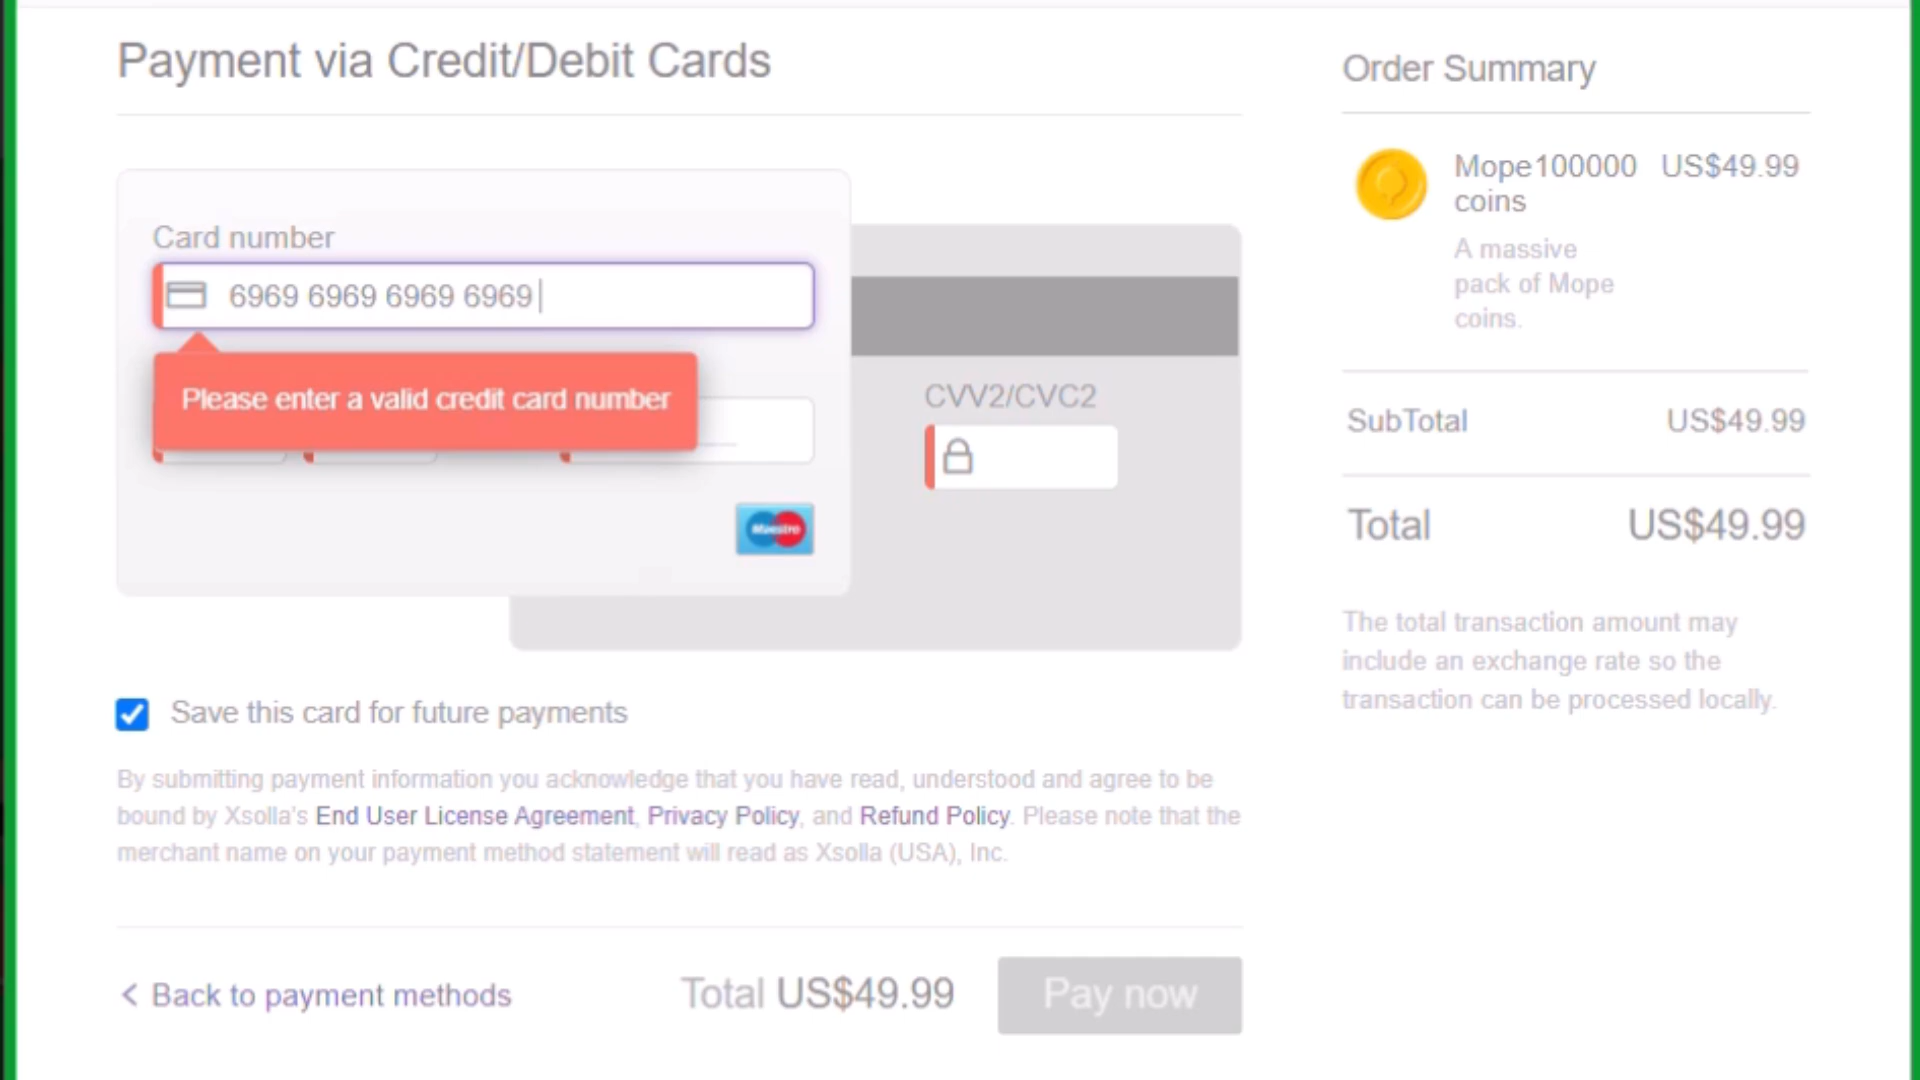 Payment via Credit/Debit Cards
Card number
6969 6969 6969 6969
Please enter a valid credit card number
CVV2/CVC2
Maestro
Save this card for future payments
By submitting payment information you acknowledge that you have read, understood and agree to be
bound by Xsolla's End User License Agreement, Privacy Policy, and Refund Policy. Please note that the
merchant name on your payment method statement will read as Xsolla (USA), Inc.
< Back to payment methods
Total US$49.99
Pay now
Order Summary
Mope100000 US$49.99
coins
A massive
pack of Mope
coins.
SubTotal US$49.99
Total US$49.99
The total transaction amount may
include an exchange rate so the
transaction can be processed locally.